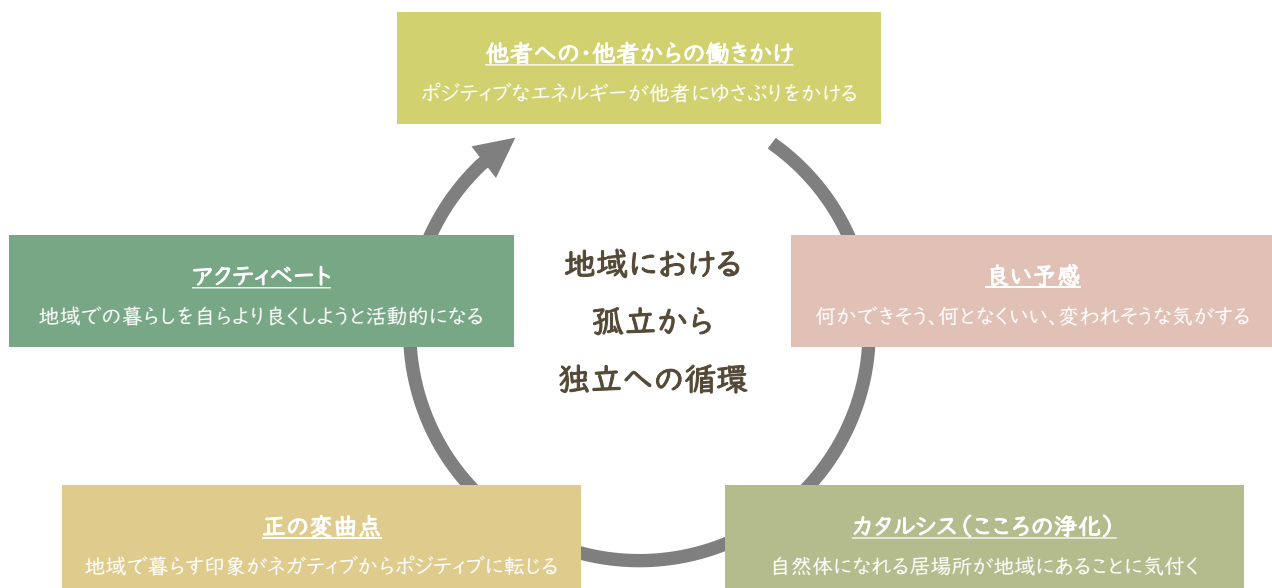 他者への・他者からの働きかけ
ポジティブなエネルギーが他者にゆさぶりをかける
良い予感
何かできそう、何となくいい、変われそうな気がする
カタルシス（こころの浄化）
自然体になれる居場所が地域にあることに気付く
正の変曲点
地域で暮らす印象がネガティブからポジティブに転じる
アクティベート
地域での暮らしを自らより良くしようと活動的になる
地域における
孤立から
独立への循環